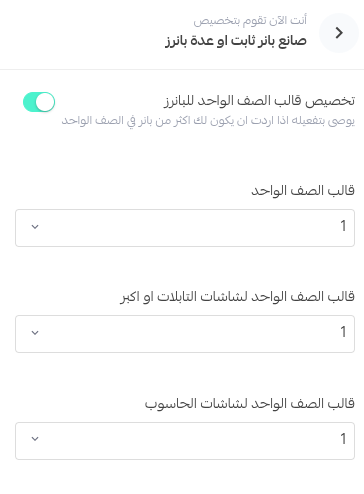 أنت الآن تقوم بتخصيص
صانع بانر ثابت او عدة بانرز
تخصيص قالب الصف الواحد للبانرز
يوصى بتفعيله اذا اردت ان يكون لك اكثر من بانر في الصف الواحد
قالب الصف الواحد
1
قالب الصف الواحد لشاشات التابلات او اكبر
1
قالب الصف الواحد لشاشات الحاسوب
1